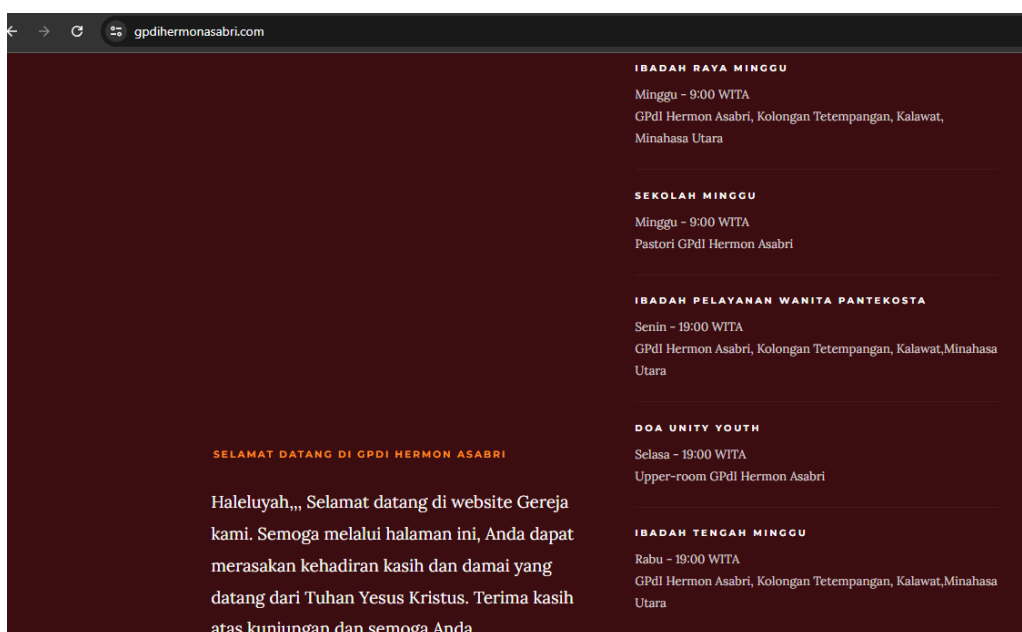 gpdihermonasabri.com
IBADAH RAYA MINGGU
Minggu - 9:00 WITA
GPdI Hermon Asabri, Kolongan Tetempangan, Kalawat,
Minahasa Utara
SEKOLAH MINGGU
Minggu - 9:00 WITA
Pastori GPdI Hermon Asabri
IBADAH PELAYANAN WANITA PANTEKOSTA
Senin - 19:00 WITA
GPdI Hermon Asabri, Kolongan Tetempangan, Kalawat,Minahasa
Utara
DOA UNITY YOUTH
Selasa - 19:00 WITA
Upper-room GPdI Hermon Asabri
IBADAH TENGAH MINGGU
Rabu - 19:00 WITA
GPdI Hermon Asabri, Kolongan Tetempangan, Kalawat,Minahasa
Utara
SELAMAT DATANG DI GPDI HERMON ASABRI
Haleluyah,,, Selamat datang di website Gereja
kami. Semoga melalui halaman ini, Anda dapat
merasakan kehadiran kasih dan damai yang
datang dari Tuhan Yesus Kristus. Terima kasih
atas kunjungan dan semoga Anda